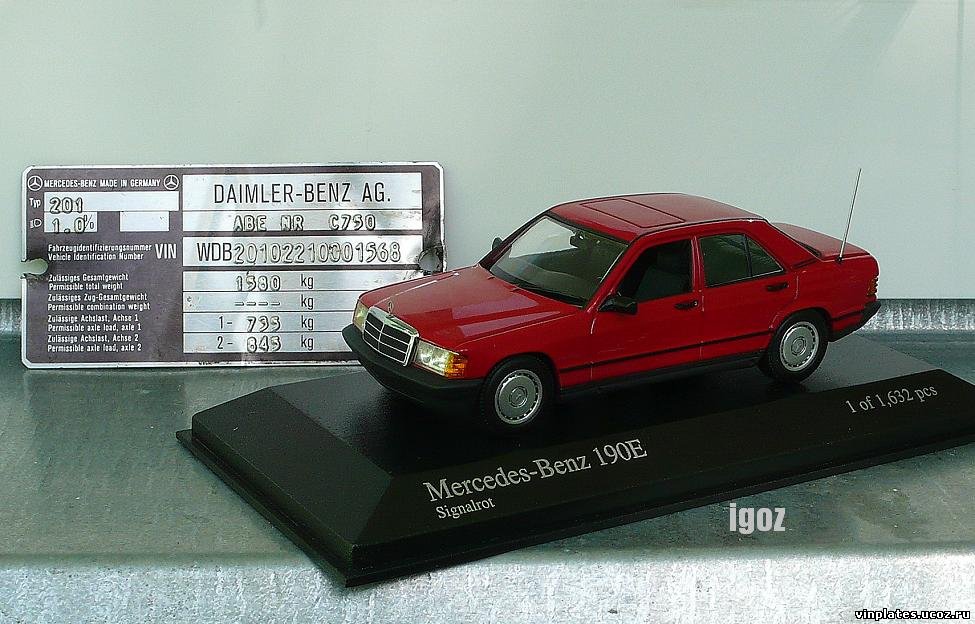 MERCEDES-BENZ MADE IN GERMANY
DAIMLER-BENZ AG.
Typ 201
1.0%
ABE NR C750
Fahrzeugidentifizierungsnummer
Vehicle Identification Number
VIN
WDB20102210001568
Zulässiges Gesamtgewicht
Permissible total weight
1580 kg
Zulässiges Zug-Gesamtgewicht
Permissible combination weight
---- kg
Zulässige Achslast, Achse 1
Permissible axle load, axle 1
1- 735 kg
Zulässige Achslast, Achse 2
Permissible axle load, axle 2
2- 845 kg
Mercedes-Benz 190E
Signalrot
1 of 1,632 pcs
igoz
vinplates.ucoz.ru